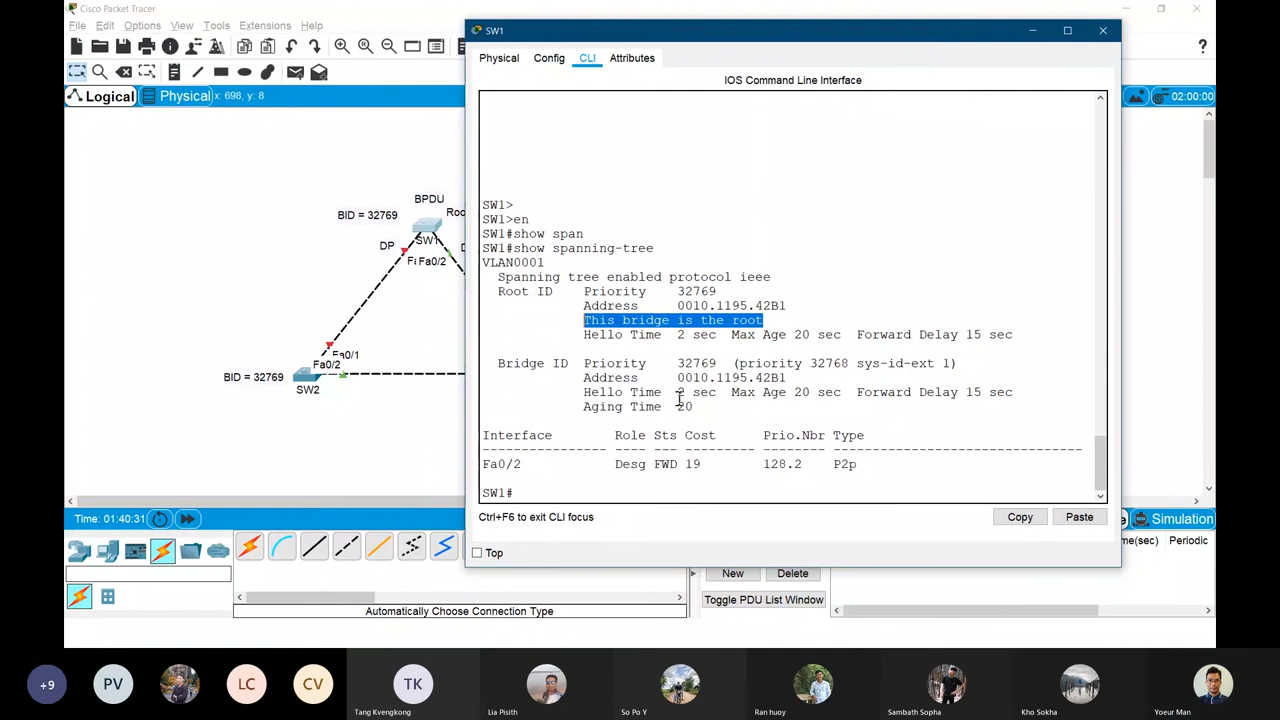 Cisco Packet Tracer
File Edit Options View Tools Extensions Help
?
Logical Physical x: 698, y: 8
02:00:00
BPDU
BID = 32769
Roo
SW1
DP
Fa0/2
Fa0/1
Fa0/2
BID = 32769
SW2
SW1
Physical Config CLI Attributes
IOS Command Line Interface
SW1>
SW1>en
SW1#show span
SW1#show spanning-tree
VLAN0001
Spanning tree enabled protocol ieee
Root ID Priority 32769
Address 0010.1195.42B1
This bridge is the root
Hello Time 2 sec Max Age 20 sec Forward Delay 15 sec
Bridge ID Priority 32769 (priority 32768 sys-id-ext 1)
Address 0010.1195.42B1
Hello Time 2 sec Max Age 20 sec Forward Delay 15 sec
Aging Time 20
Interface Role Sts Cost Prio.Nbr Type
---------------- ---- --- --------- -------- --------------------------------
Fa0/2 Desg FWD 19 128.2 P2p
SW1#
Ctrl+F6 to exit CLI focus
Copy Paste
Top
Time: 01:40:31
Simulation
Periodic
New Delete
Toggle PDU List Window
Automatically Choose Connection Type
+9 PV LC CV TK
Tang Kvengkong Lia Pisith So Po Y Ran huoy Sambath Sopha Kho Sokha Yoeur Man